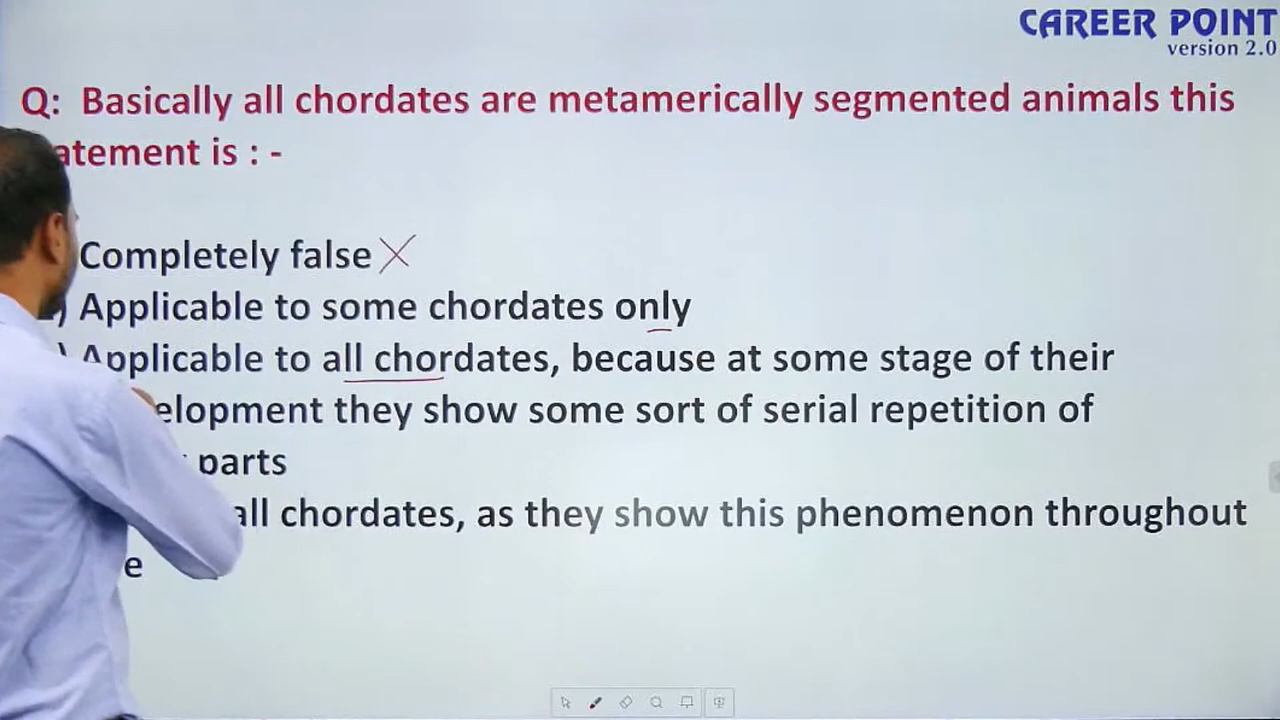 CAREER POINT
version 2.0
Q: Basically all chordates are metamerically segmented animals this
atement is : -
Completely false
) Applicable to some chordates only
) Applicable to all chordates, because at some stage of their
elopment they show some sort of serial repetition of
parts
all chordates, as they show this phenomenon throughout
e